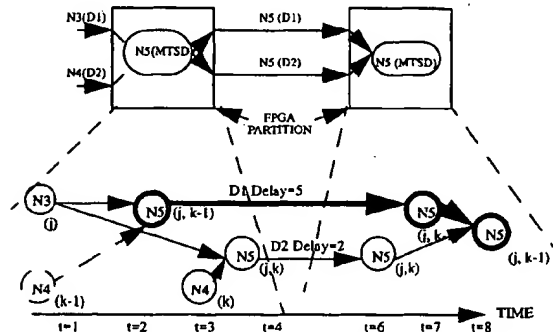 N3(D1)
N5 (D1)
N5(MTSD)
N5 (MTSD)
N4(D2)
N5 (D2)
FPGA
PARTITION
N3
(j)
D1 Delay=5
N5
(j, k-1)
N5
(j, k
N5
(j, k-1)
N5
(j,k)
D2 Delay=2
N5
(j,k)
N4
(k-1)
N4
(k)
TIME
t=1
t=2
t=3
t=4
t=6
t=7
t=8